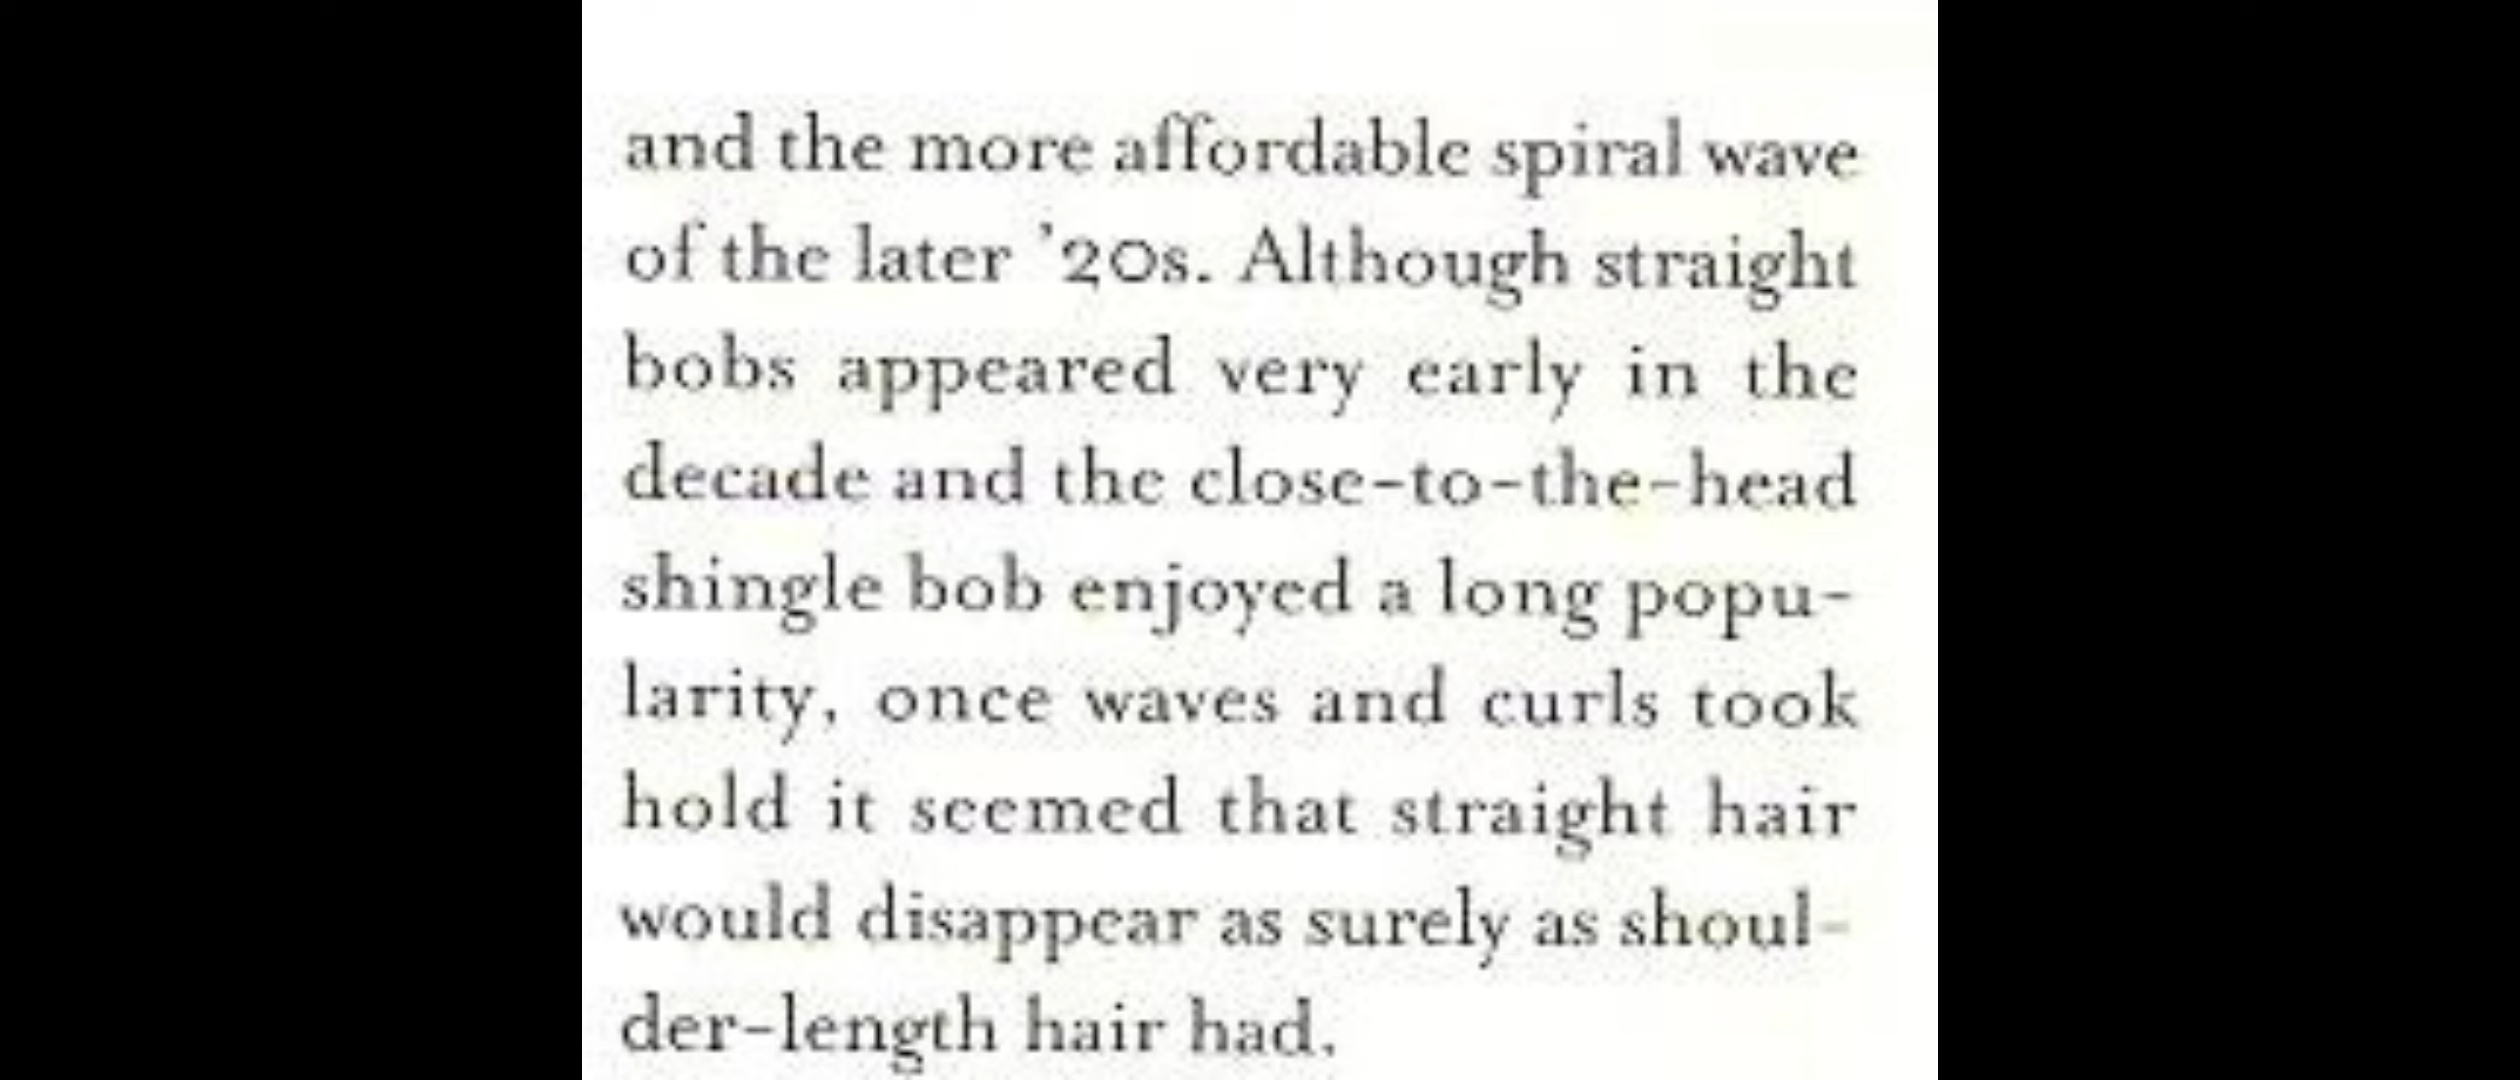 and the more affordable spiral wave
of the later ’20s. Although straight
bobs appeared very early in the
decade and the close-to-the-head
shingle bob enjoyed a long popu-
larity, once waves and curls took
hold it seemed that straight hair
would disappear as surely as shoul-
der-length hair had.